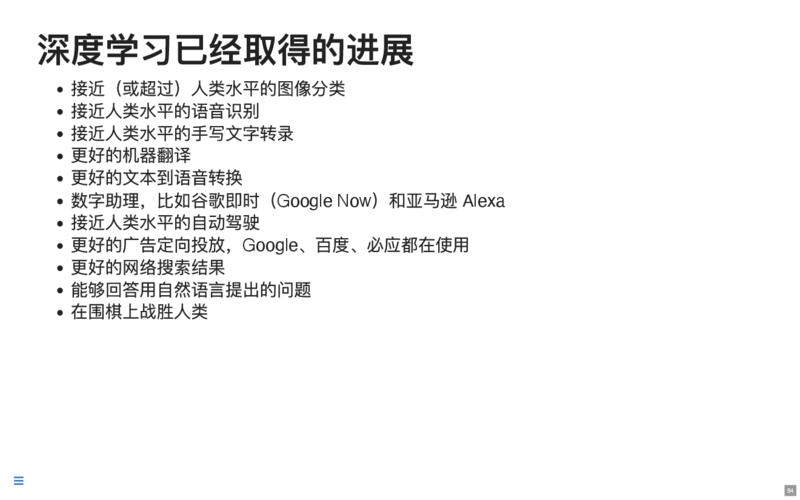 深度学习已经取得的进展
• 接近（或超过）人类水平的图像分类
• 接近人类水平的语音识别
• 接近人类水平的手写文字转录
• 更好的机器翻译
• 更好的文本到语音转换
• 数字助理，比如谷歌即时（Google Now）和亚马逊 Alexa
• 接近人类水平的自动驾驶
• 更好的广告定向投放，Google、百度、必应都在使用
• 更好的网络搜索结果
• 能够回答用自然语言提出的问题
• 在围棋上战胜人类
54